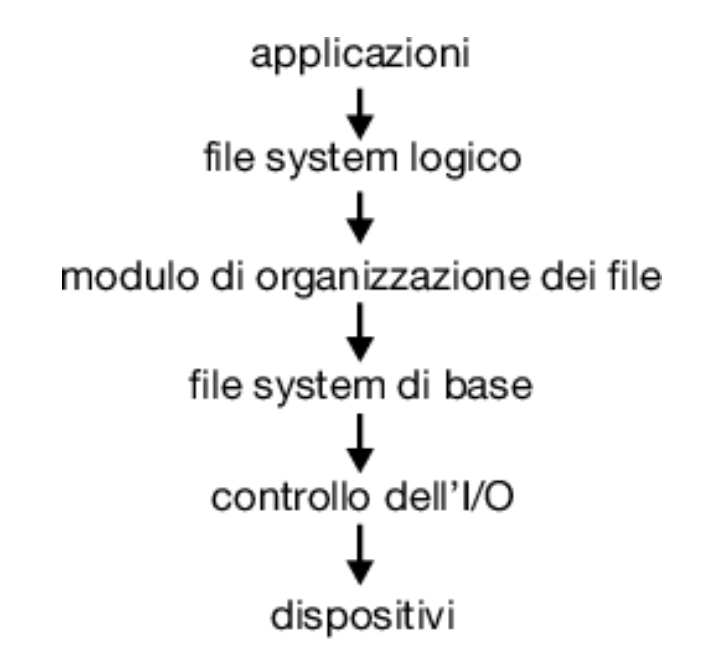 applicazioni
file system logico
modulo di organizzazione dei file
file system di base
controllo dell’I/O
dispositivi